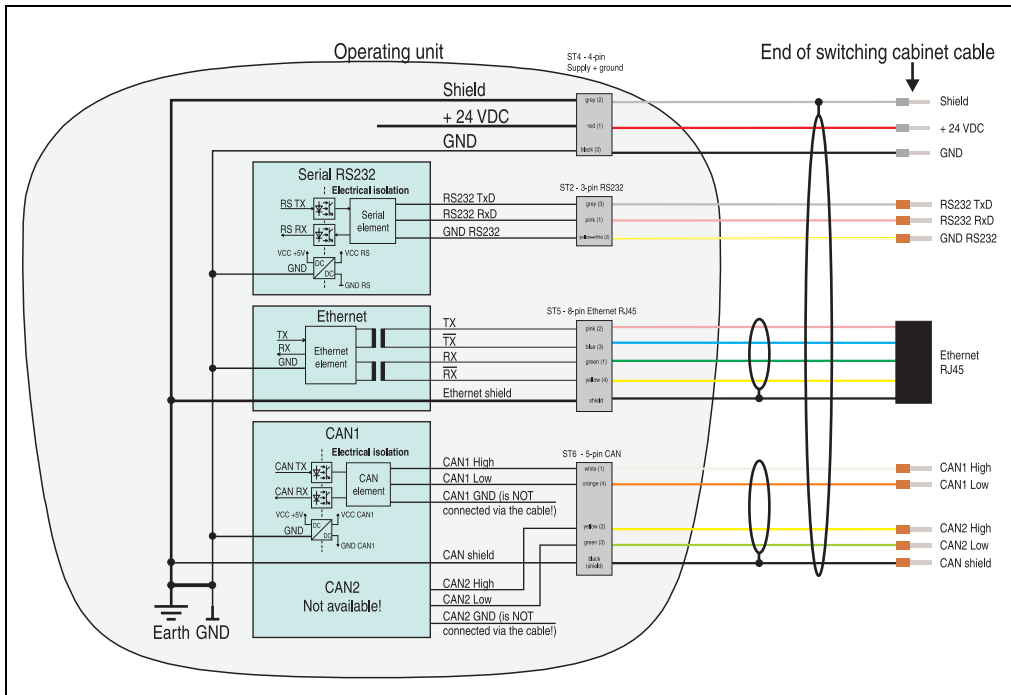 Operating unit
ST4 - 4-pin
Supply + ground
End of switching cabinet cable
Shield
grey (2)
Shield
+ 24 VDC
red (1)
+ 24 VDC
GND
black (3)
GND
Serial RS232
Electrical isolation
RS TX
RS RX
Serial
element
VCC +5V
VCC RS
GND
DC
DC
GND RS
RS232 TxD
RS232 RxD
GND RS232
ST2 - 3-pin RS232
grey (3)
pink (1)
yellow-white (2)
RS232 TxD
RS232 RxD
GND RS232
Ethernet
TX
RX
GND
Ethernet
element
TX
TX
RX
RX
Ethernet shield
ST5 - 8-pin Ethernet RJ45
pink (2)
blue (3)
green (1)
yellow (4)
shield
Ethernet
RJ45
CAN1
Electrical isolation
CAN TX
CAN RX
CAN
element
VCC +5V
VCC CAN1
GND
DC
DC
GND CAN1
CAN1 High
CAN1 Low
CAN1 GND (is NOT
connected via the cable!)
CAN shield
ST6 - 5-pin CAN
white (1)
orange (4)
yellow (2)
green (3)
black
(shield)
CAN1 High
CAN1 Low
CAN2 High
CAN2 Low
CAN shield
CAN2
Not available!
CAN2 High
CAN2 Low
CAN2 GND (is NOT
connected via the cable!)
Earth GND